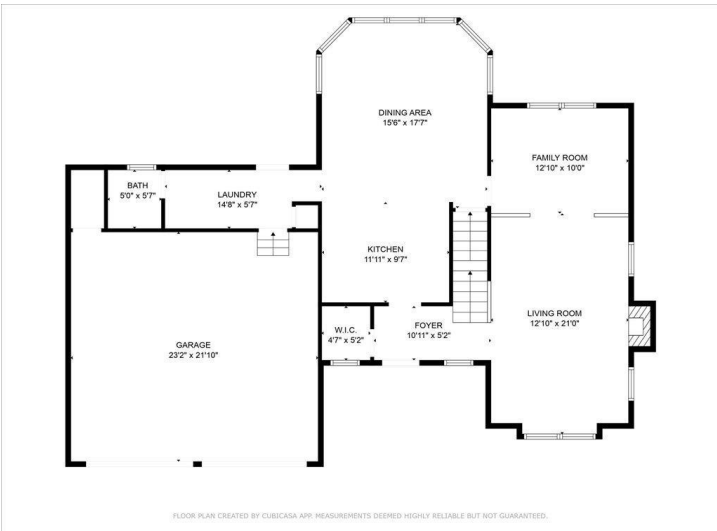 DINING AREA
15'6" x 17'7"
FAMILY ROOM
12'10" x 10'0"
BATH
5'0" x 5'7"
LAUNDRY
14'8" x 5'7"
KITCHEN
11'11" x 9'7"
LIVING ROOM
12'10" x 21'0"
W.I.C.
4'7" x 5'2"
FOYER
10'11" x 5'2"
GARAGE
23'2" x 21'10"
FLOOR PLAN CREATED BY CUBICASA APP. MEASUREMENTS DEEMED HIGHLY RELIABLE BUT NOT GUARANTEED.